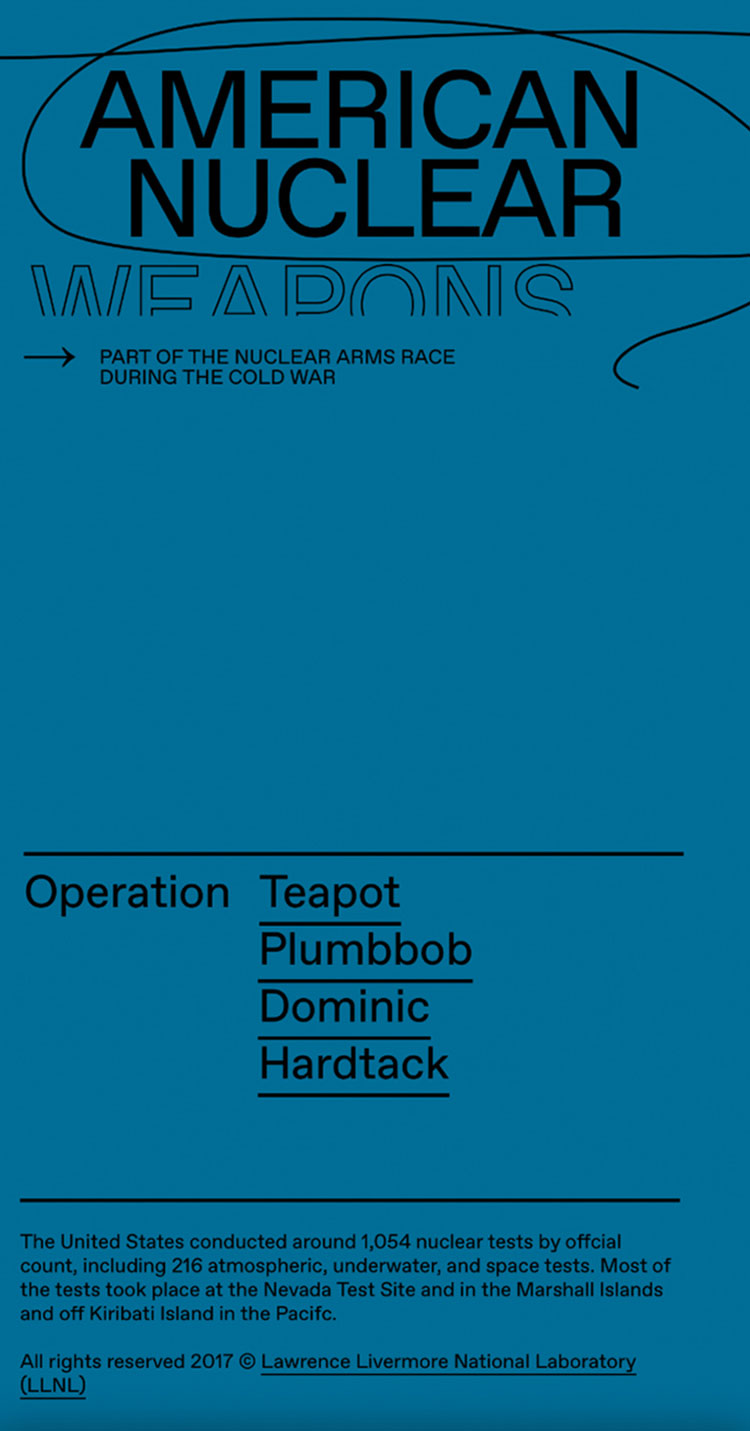 AMERICAN
NUCLEAR
WEAPONS
PART OF THE NUCLEAR ARMS RACE
DURING THE COLD WAR
Operation Teapot
Plumbbob
Dominic
Hardtack
The United States conducted around 1,054 nuclear tests by offcial
count, including 216 atmospheric, underwater, and space tests. Most of
the tests took place at the Nevada Test Site and in the Marshall Islands
and off Kiribati Island in the Pacifc.
All rights reserved 2017 © Lawrence Livermore National Laboratory
(LLNL)